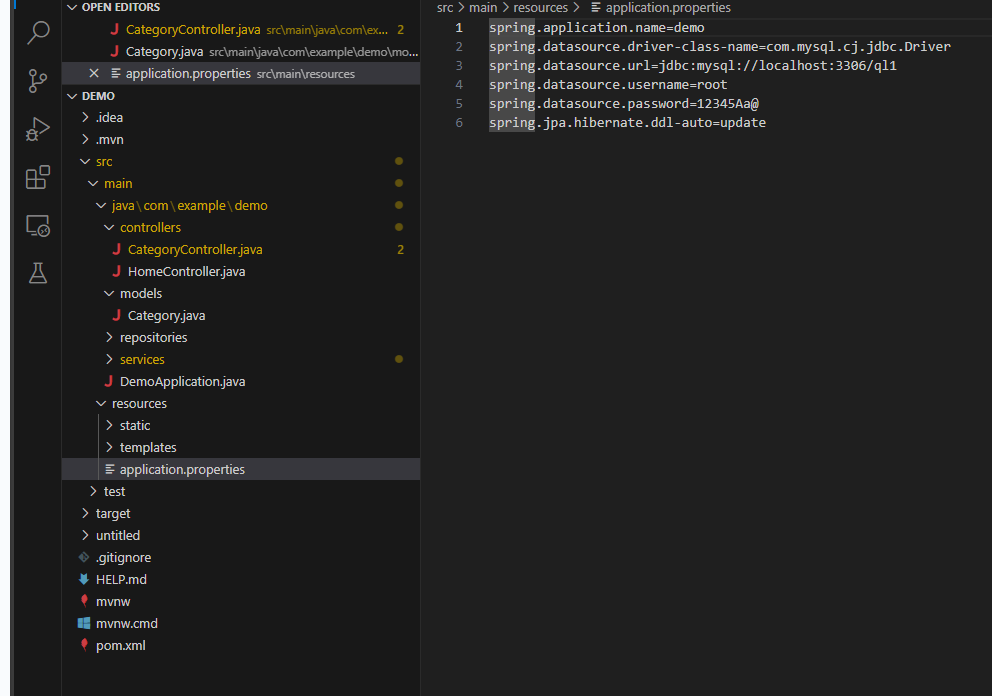 OPEN EDITORS
CategoryController.java src\main\java\com\ex... 2
Category.java src\main\java\com\example\demo\mo...
application.properties src\main\resources
DEMO
.idea
.mvn
src
main
java\com\example\demo
controllers
CategoryController.java 2
HomeController.java
models
Category.java
repositories
services
DemoApplication.java
resources
static
templates
application.properties
test
target
untitled
.gitignore
HELP.md
mvnw
mvnw.cmd
pom.xml
src > main > resources > application.properties
1 spring.application.name=demo
2 spring.datasource.driver-class-name=com.mysql.cj.jdbc.Driver
3 spring.datasource.url=jdbc:mysql://localhost:3306/ql1
4 spring.datasource.username=root
5 spring.datasource.password=12345Aa@
6 spring.jpa.hibernate.ddl-auto=update